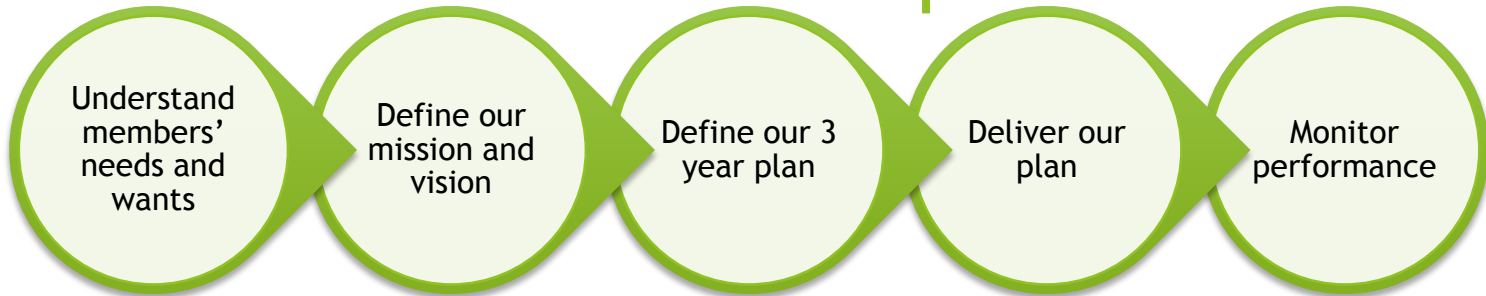 Understand
members’
needs and
wants
Define our
mission and
vision
Define our 3
year plan
Deliver our
plan
Monitor
performance